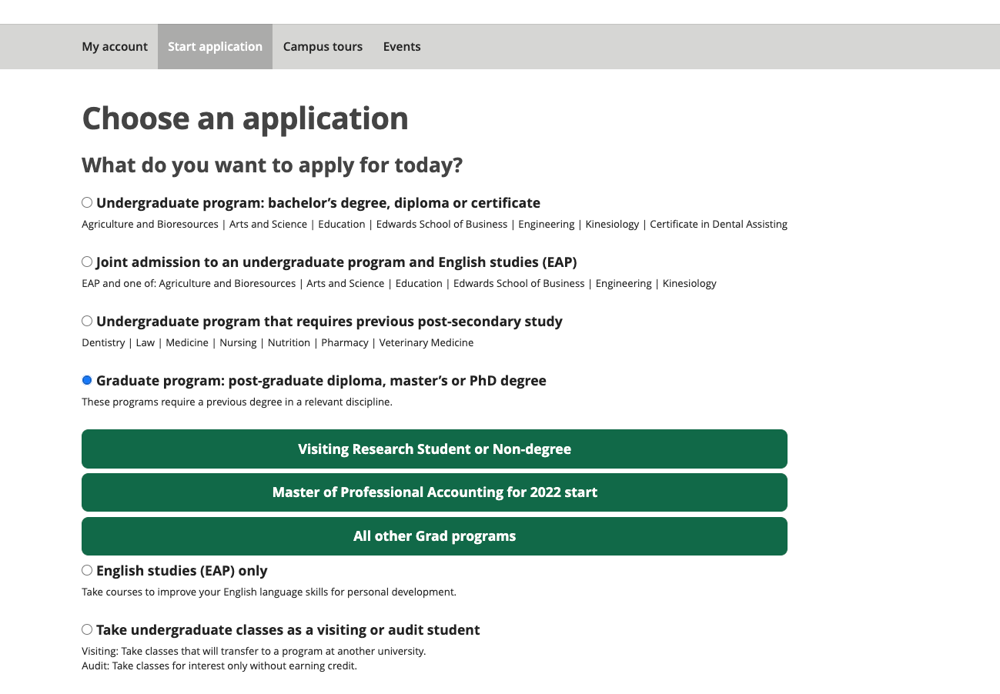 My account
Start application
Campus tours
Events
Choose an application
What do you want to apply for today?
Undergraduate program: bachelor’s degree, diploma or certificate
Agriculture and Bioresources | Arts and Science | Education | Edwards School of Business | Engineering | Kinesiology | Certificate in Dental Assisting
Joint admission to an undergraduate program and English studies (EAP)
EAP and one of: Agriculture and Bioresources | Arts and Science | Education | Edwards School of Business | Engineering | Kinesiology
Undergraduate program that requires previous post-secondary study
Dentistry | Law | Medicine | Nursing | Nutrition | Pharmacy | Veterinary Medicine
Graduate program: post-graduate diploma, master’s or PhD degree
These programs require a previous degree in a relevant discipline.
Visiting Research Student or Non-degree
Master of Professional Accounting for 2022 start
All other Grad programs
English studies (EAP) only
Take courses to improve your English language skills for personal development.
Take undergraduate classes as a visiting or audit student
Visiting: Take classes that will transfer to a program at another university.
Audit: Take classes for interest only without earning credit.